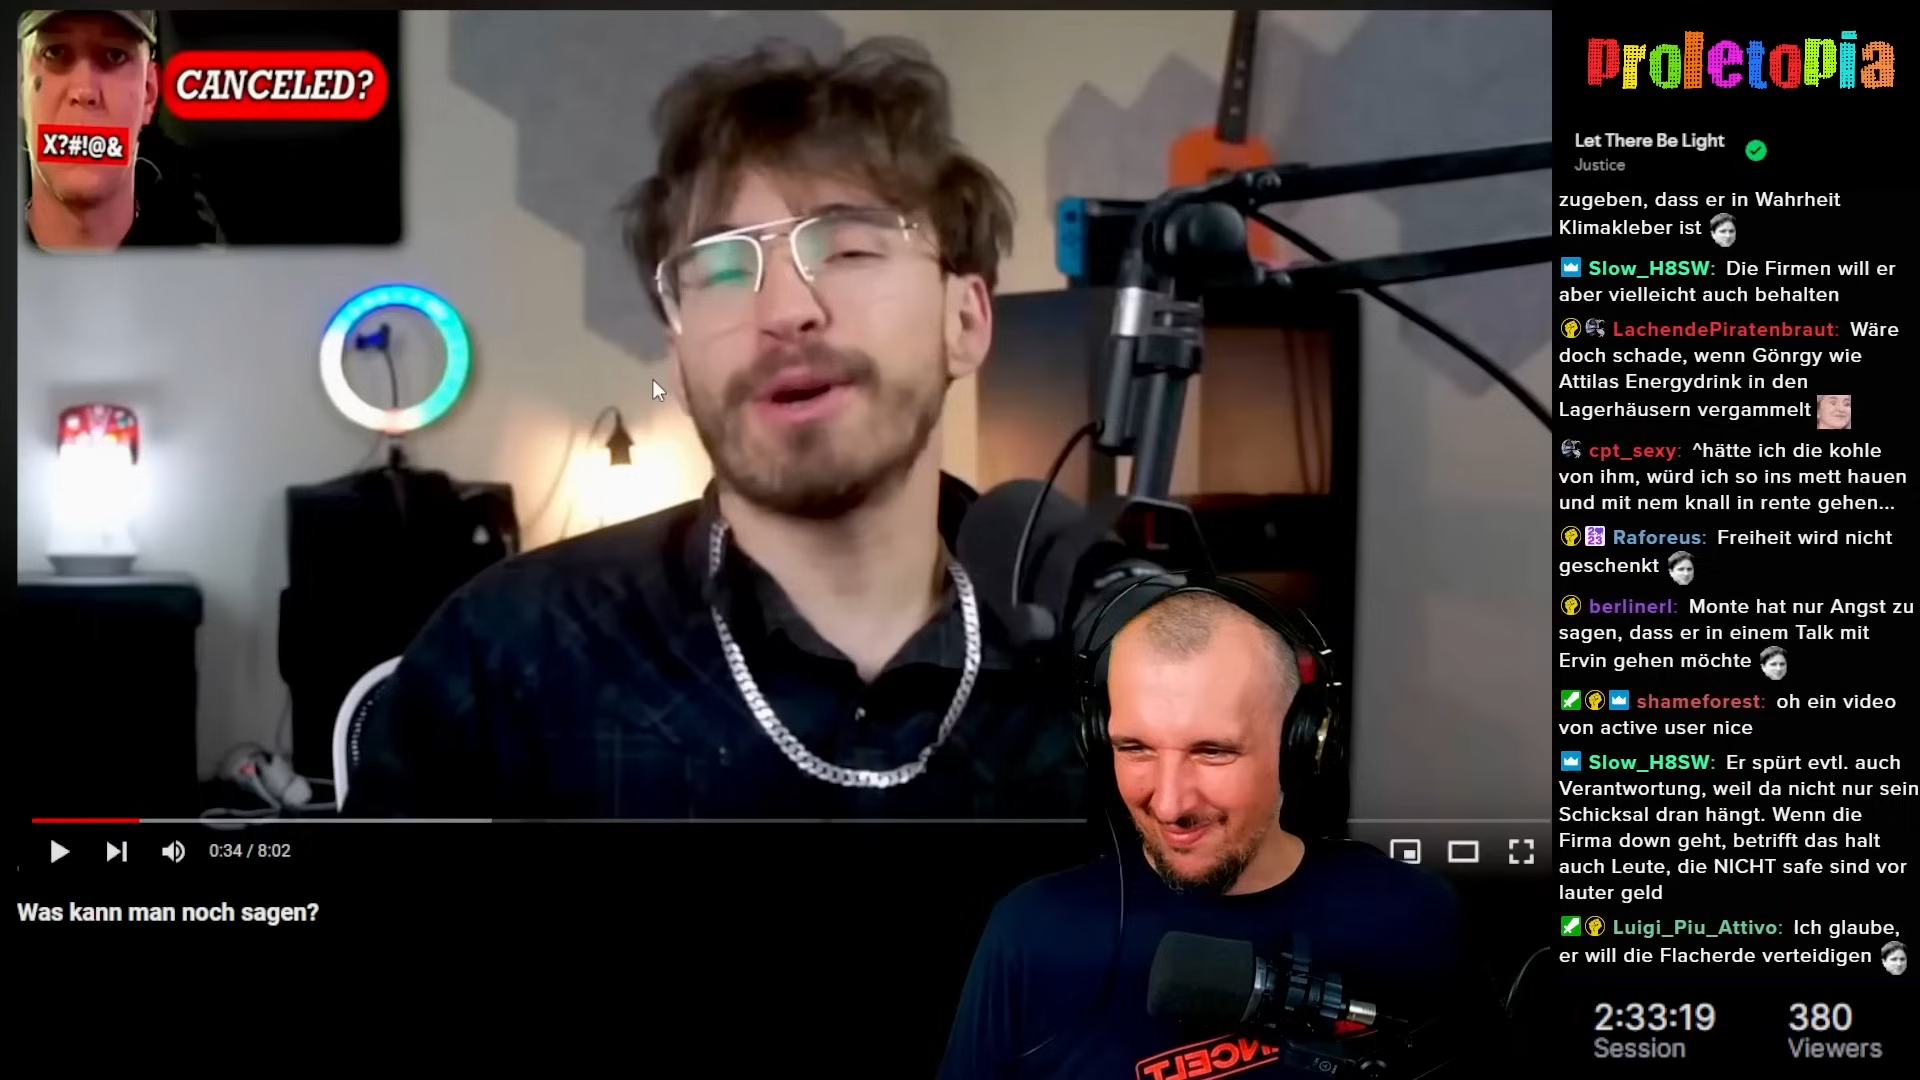 CANCELED?
X?#!@&
0:34 / 8:02
Was kann man noch sagen?
Proletopia
Let There Be Light
Justice
zugeben, dass er in Wahrheit
Klimakleber ist
Slow_H8SW: Die Firmen will er
aber vielleicht auch behalten
LachendePiratenbraut: Wäre
doch schade, wenn Gönrgy wie
Attilas Energydrink in den
Lagerhäusern vergammelt
cpt_sexy: ^hätte ich die kohle
von ihm, würd ich so ins mett hauen
und mit nem knall in rente gehen...
Raforeus: Freiheit wird nicht
geschenkt
berlinerl: Monte hat nur Angst zu
sagen, dass er in einem Talk mit
Ervin gehen möchte
shameforest: oh ein video
von active user nice
Slow_H8SW: Er spürt evtl. auch
Verantwortung, weil da nicht nur sein
Schicksal dran hängt. Wenn die
Firma down geht, betrifft das halt
auch Leute, die NICHT safe sind vor
lauter geld
Luigi_Piu_Attivo: Ich glaube,
er will die Flacherde verteidigen
2:33:19
Session
380
Viewers